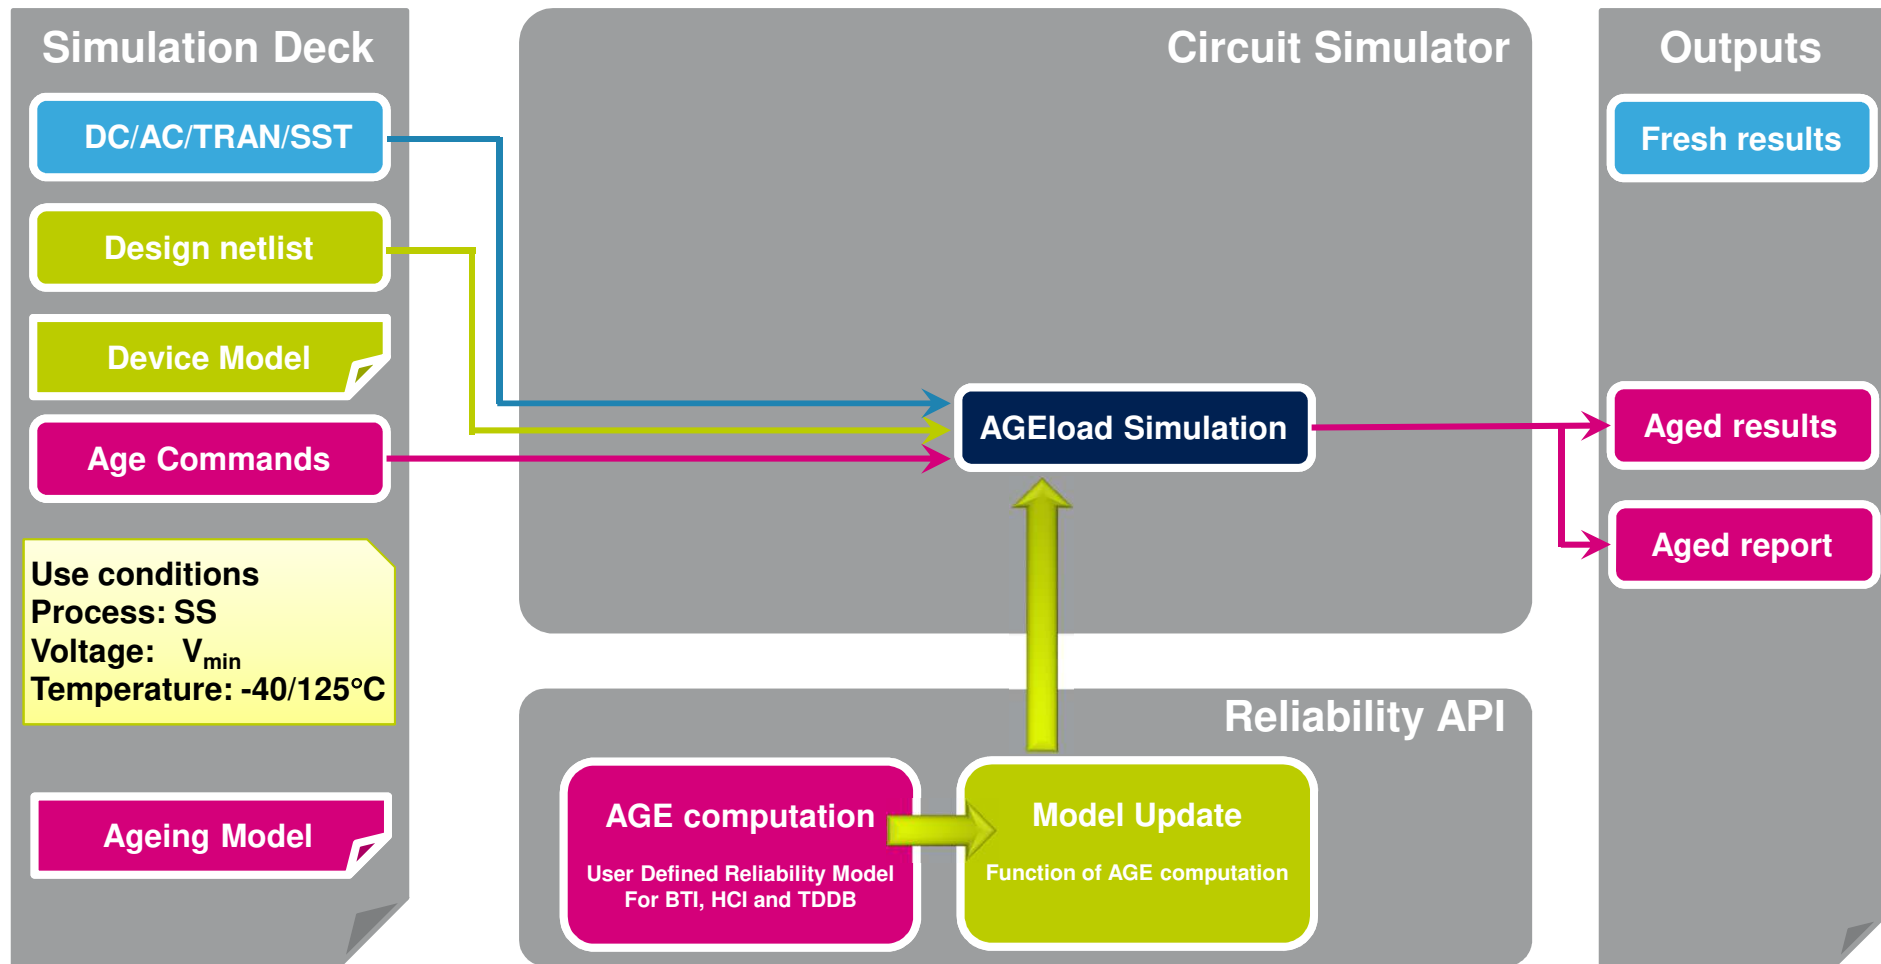 Simulation Deck
DC/AC/TRAN/SST
Design netlist
Device Model
Age Commands
Use conditions
Process: SS
Voltage: Vmin
Temperature: -40/125°C
Ageing Model
Circuit Simulator
AGEload Simulation
Reliability API
AGE computation
User Defined Reliability Model
For BTI, HCI and TDDB
Model Update
Function of AGE computation
Outputs
Fresh results
Aged results
Aged report